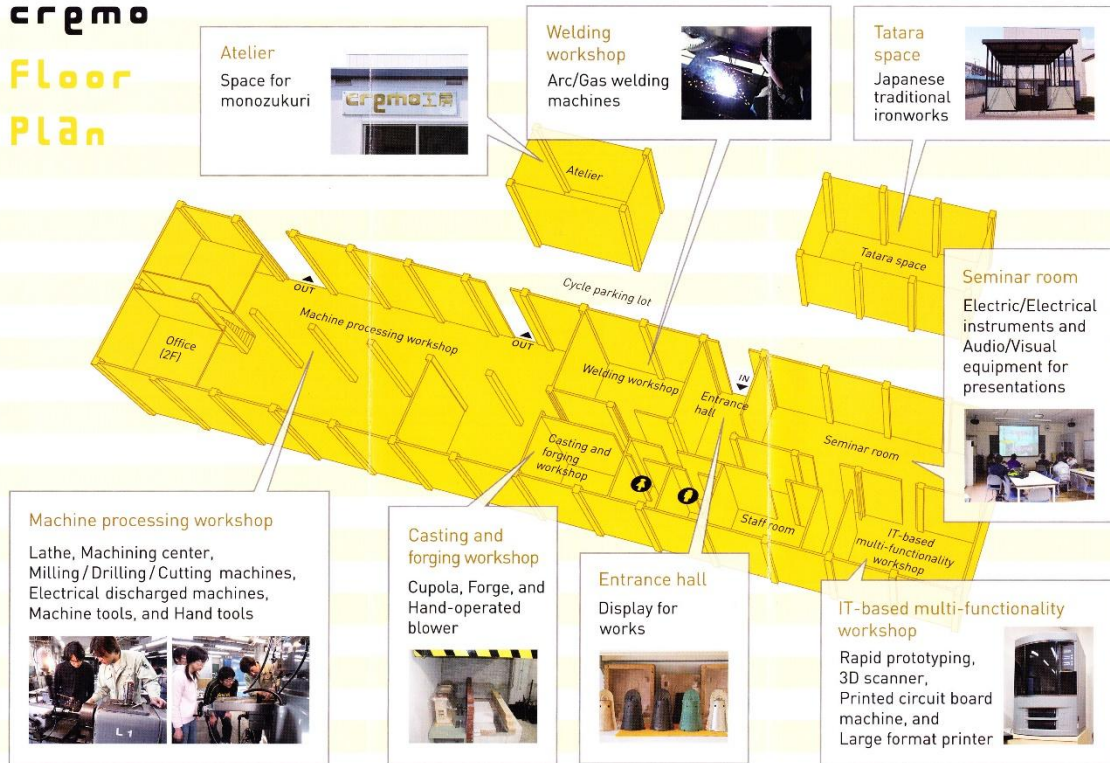 cremo
Floor
Plan
Atelier
Space for
monozukuri
cremo工房
Welding
workshop
Arc/Gas welding
machines
Tatara
space
Japanese
traditional
ironworks
Atelier
Tatara space
Cycle parking lot
OUT
OUT
IN
Machine processing workshop
Office
(2F)
Welding workshop
Entrance
hall
Casting and
forging
workshop
Seminar room
Staff room
IT-based
multi-functionality
workshop
Seminar room
Electric/Electrical
instruments and
Audio/Visual
equipment for
presentations
Machine processing workshop
Lathe, Machining center,
Milling/Drilling/Cutting machines,
Electrical discharged machines,
Machine tools, and Hand tools
L1
Casting and
forging workshop
Cupola, Forge, and
Hand-operated
blower
Entrance hall
Display for
works
IT-based multi-functionality
workshop
Rapid prototyping,
3D scanner,
Printed circuit board
machine, and
Large format printer